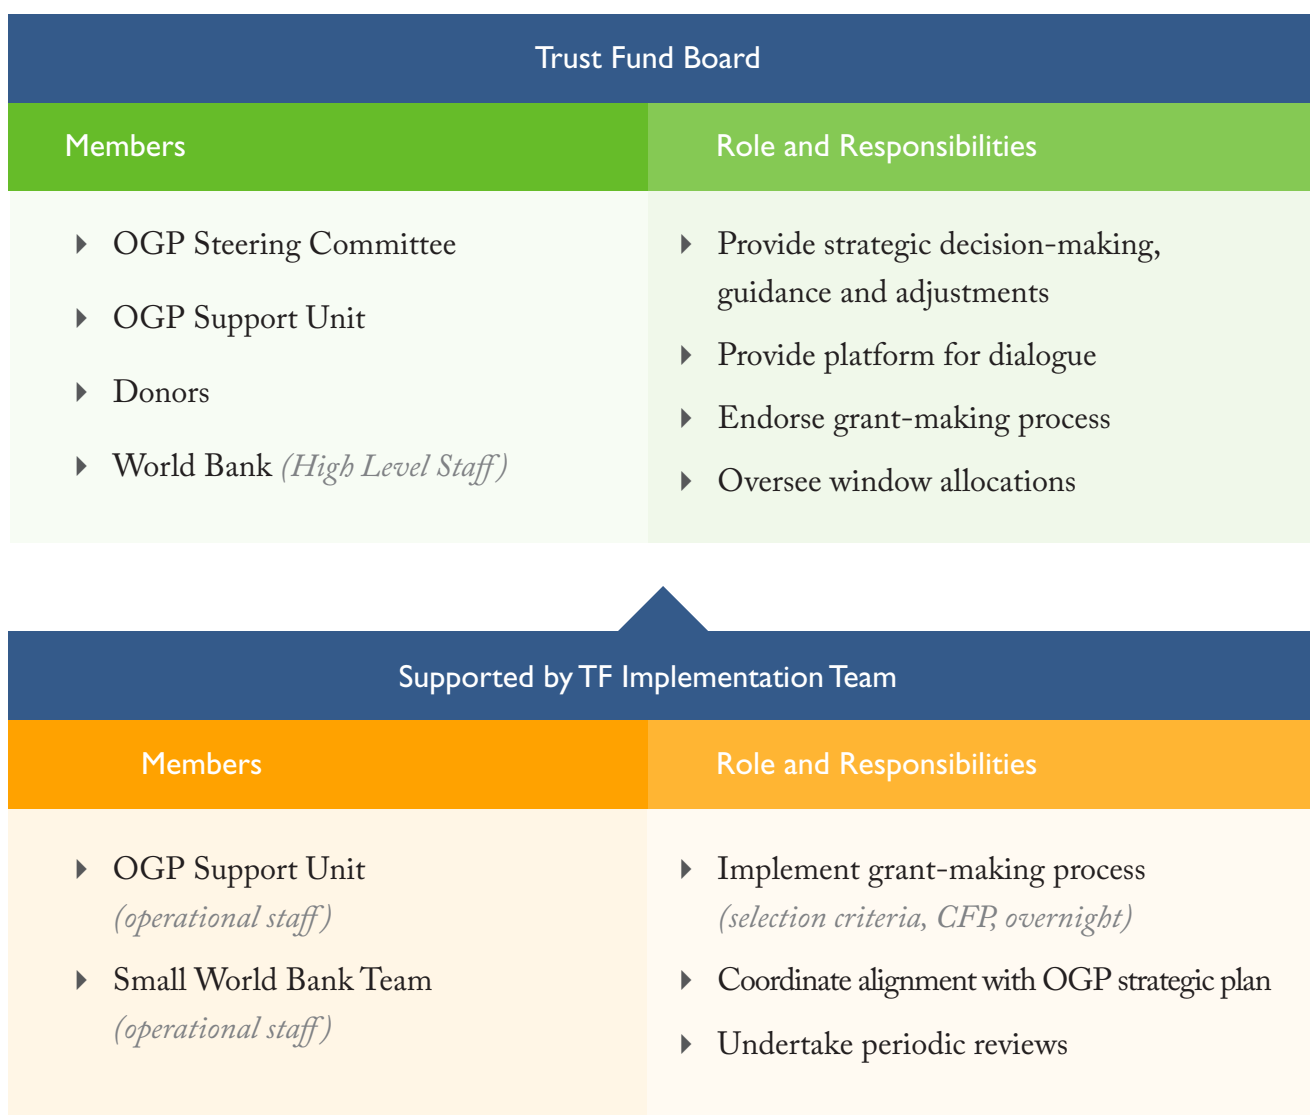 Trust Fund Board
Members
Role and Responsibilities
OGP Steering Committee
OGP Support Unit
Donors
World Bank (High Level Staff)
Provide strategic decision-making,
guidance and adjustments
Provide platform for dialogue
Endorse grant-making process
Oversee window allocations
Supported by TF Implementation Team
Members
Role and Responsibilities
OGP Support Unit
(operational staff)
Small World Bank Team
(operational staff)
Implement grant-making process
(selection criteria, CFP, overnight)
Coordinate alignment with OGP strategic plan
Undertake periodic reviews